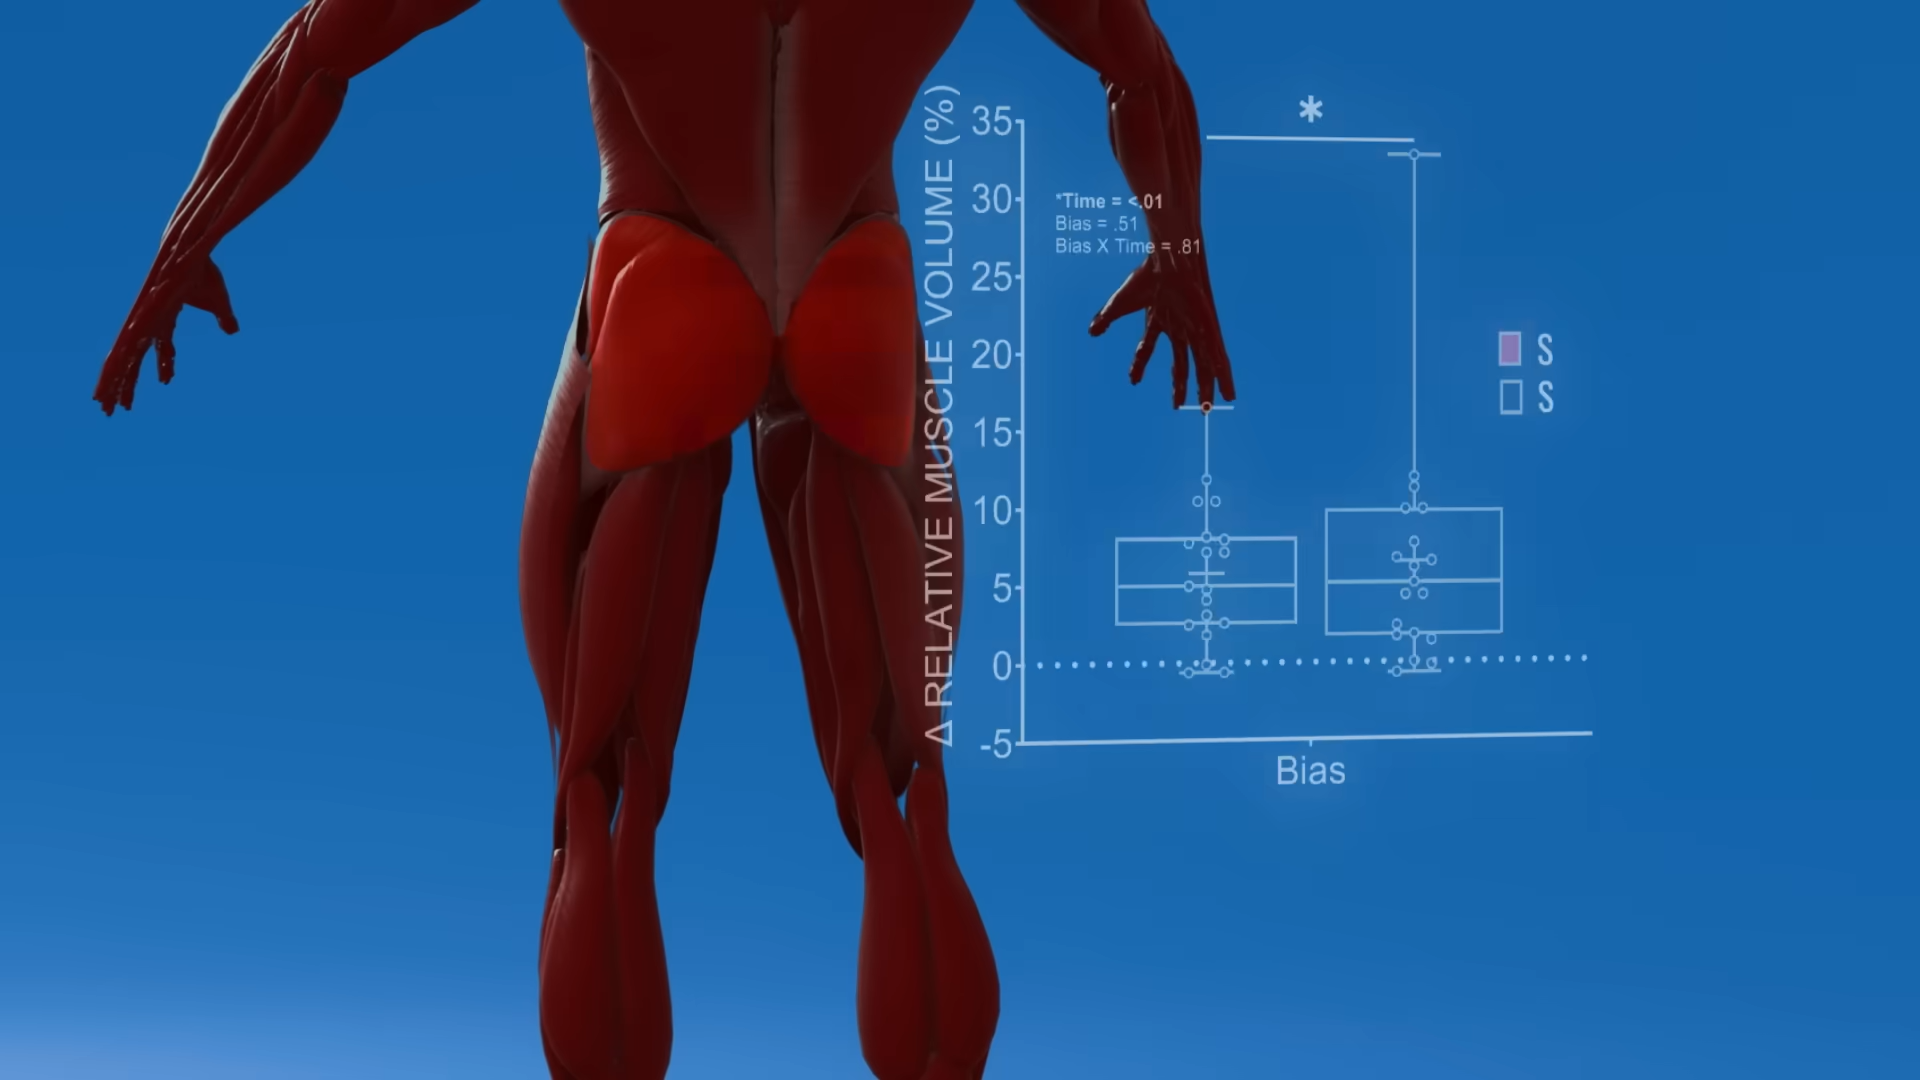 Δ RELATIVE MUSCLE VOLUME (%)
35
30
25
20
15
10
5
0
-5
*
*Time = <.01
Bias = .51
Bias X Time = .81
S
S
Bias